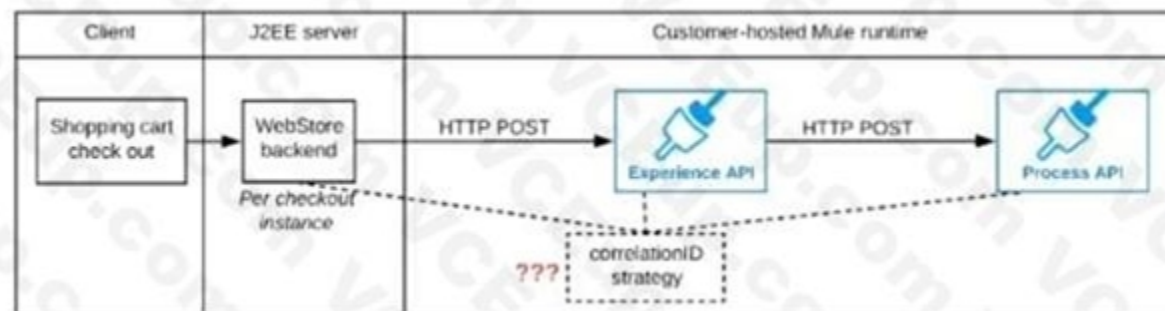 Client
J2EE server
Customer-hosted Mule runtime
Shopping cart
check out
WebStore
backend
HTTP POST
Experience API
HTTP POST
Process API
Per checkout
instance
???
correlationID
strategy